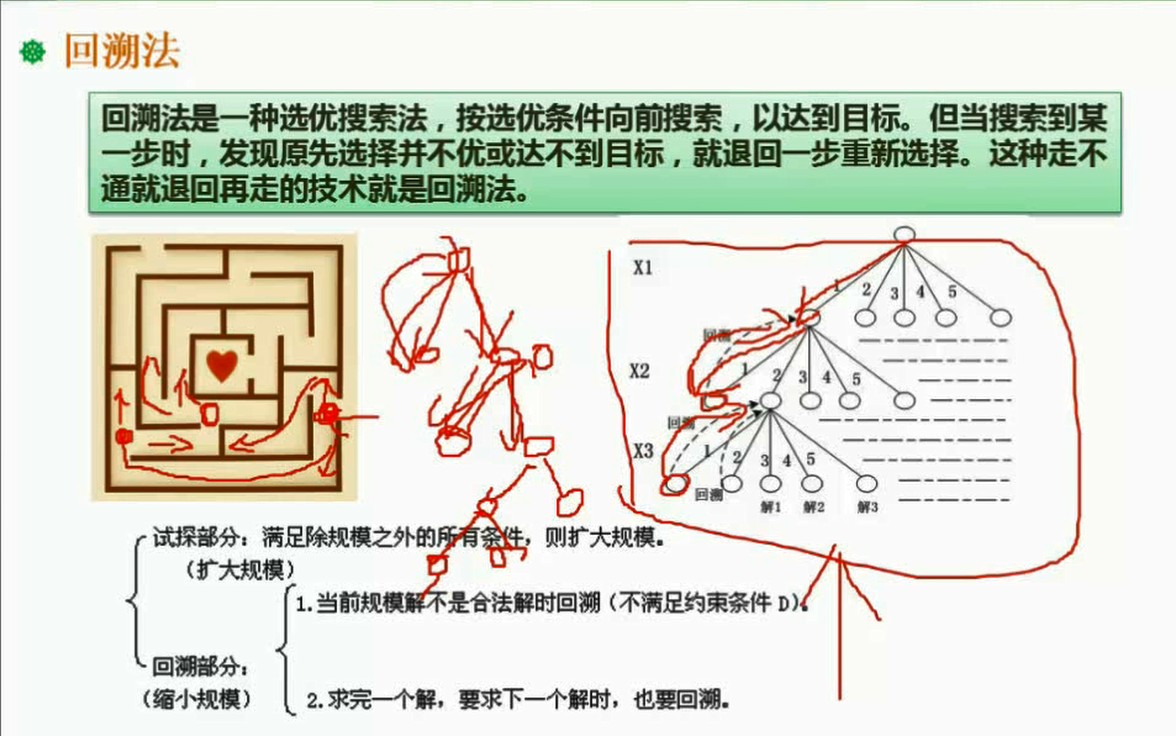 回溯法
回溯法是一种选优搜索法，按选优条件向前搜索，以达到目标。但当搜索到某
一步时，发现原先选择并不优或达不到目标，就退回一步重新选择。这种走不
通就退回再走的技术就是回溯法。
X1
1 2 3 4 5
回溯
X2
1 2 3 4 5
回溯
X3
1 2 3 4 5
回溯
解1 解2 解3
试探部分：满足除规模之外的所有条件，则扩大规模。
（扩大规模）
1.当前规模解不是合法解时回溯（不满足约束条件 D）。
回溯部分：
（缩小规模）
2.求完一个解，要求下一个解时，也要回溯。